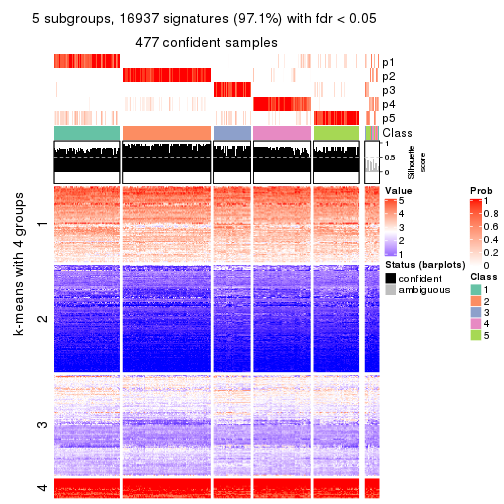 5 subgroups, 16937 signatures (97.1%) with fdr < 0.05
477 confident samples
p1
p2
p3
p4
p5
Class
1
0.5
0
Silhouette
score
k-means with 4 groups
1
2
3
4
Value
5
4
3
2
1
Status (barplots)
confident
ambiguous
Prob
1
0.8
0.6
0.4
0.2
0
Class
1
2
3
4
5